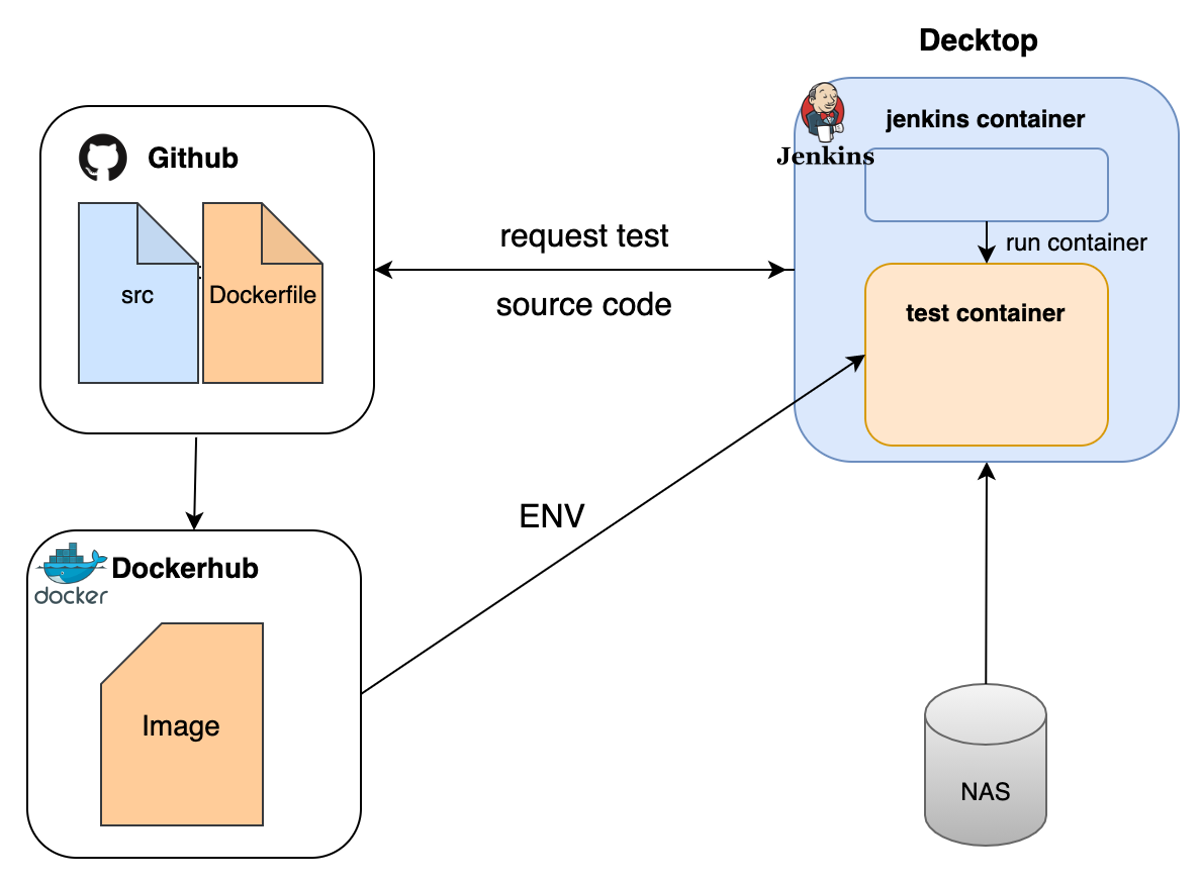 Decktop
Jenkins
jenkins container
Github
request test
run container
src
Dockerfile
source code
test container
ENV
docker
Dockerhub
Image
NAS